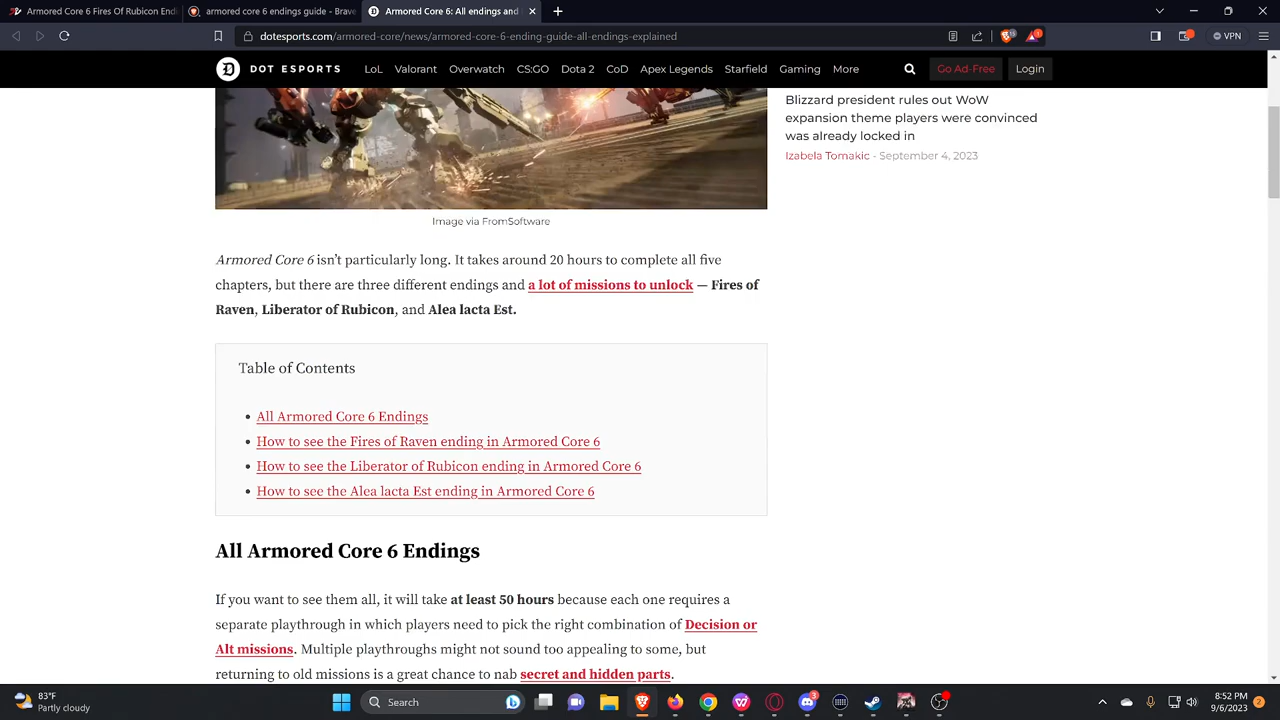 Armored Core 6 Fires Of Rubicon Endi
armored core 6 endings guide - Brave
Armored Core 6: All endings and
dotesports.com/armored-core/news/armored-core-6-ending-guide-all-endings-explained
15
1
VPN
DOT ESPORTS
LoL
Valorant
Overwatch
CS:GO
Dota 2
CoD
Apex Legends
Starfield
Gaming
More
Go Ad-Free
Login
Blizzard president rules out WoW
expansion theme players were convinced
was already locked in
Izabela Tomakic - September 4, 2023
Image via FromSoftware
Armored Core 6 isn't particularly long. It takes around 20 hours to complete all five
chapters, but there are three different endings and a lot of missions to unlock — Fires of
Raven, Liberator of Rubicon, and Alea lacta Est.
Table of Contents
All Armored Core 6 Endings
How to see the Fires of Raven ending in Armored Core 6
How to see the Liberator of Rubicon ending in Armored Core 6
How to see the Alea lacta Est ending in Armored Core 6
All Armored Core 6 Endings
If you want to see them all, it will take at least 50 hours because each one requires a
separate playthrough in which players need to pick the right combination of Decision or
Alt missions. Multiple playthroughs might not sound too appealing to some, but
returning to old missions is a great chance to nab secret and hidden parts.
83°F
Partly cloudy
Search
3
8:52 PM
9/6/2023
2